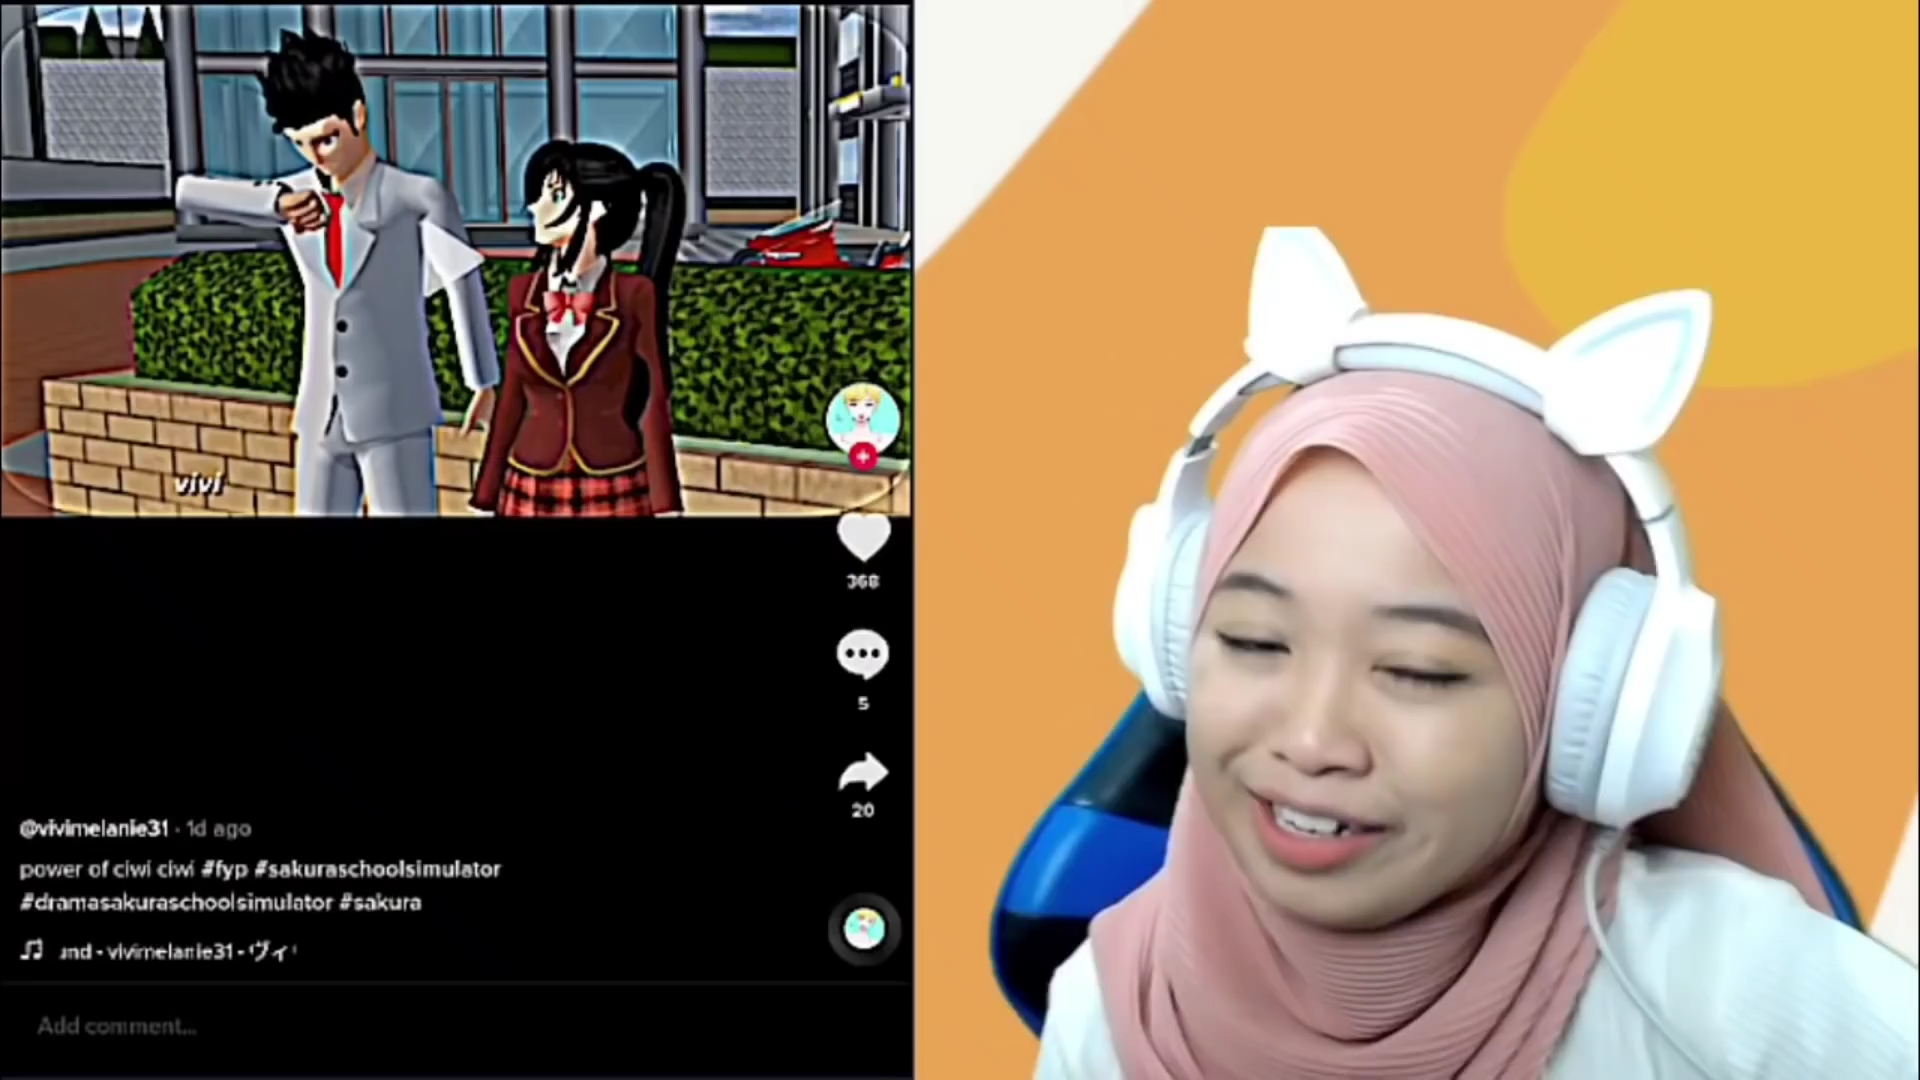 vivi
368
5
20
@vivimelanie31 · 1d ago
power of ciwi ciwi #fyp #sakuraschoolsimulator
#dramasakuraschoolsimulator #sakura
ınd - vivimelanie31 - ヴィ
Add comment...